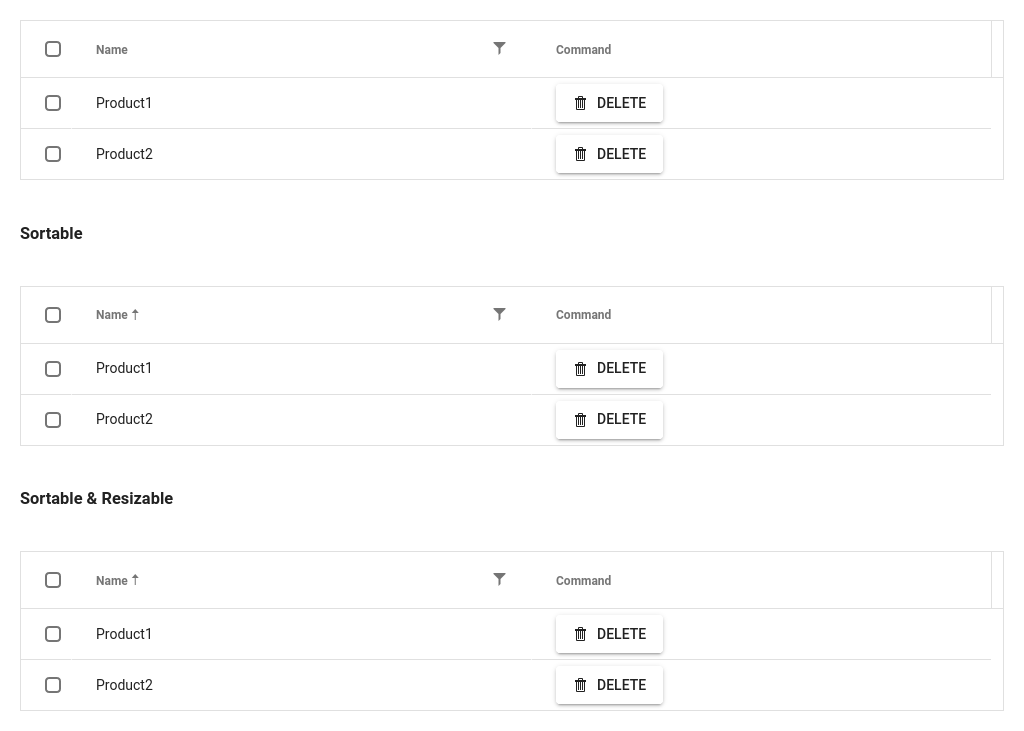 Name Command
Product1 DELETE
Product2 DELETE
Sortable
Name Command
Product1 DELETE
Product2 DELETE
Sortable & Resizable
Name Command
Product1 DELETE
Product2 DELETE